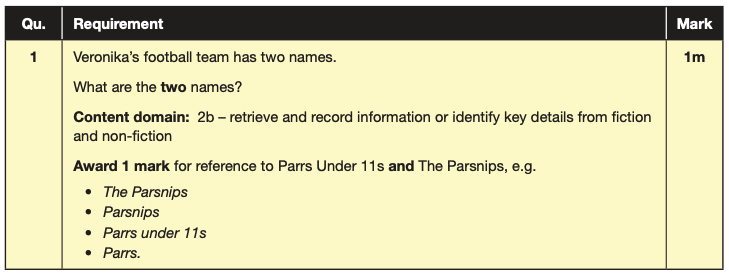 Qu. Requirement Mark
1 Veronika's football team has two names. 1m
What are the two names?
Content domain: 2b – retrieve and record information or identify key details from fiction
and non-fiction
Award 1 mark for reference to Parrs Under 11s and The Parsnips, e.g.
• The Parsnips
• Parsnips
• Parrs under 11s
• Parrs.